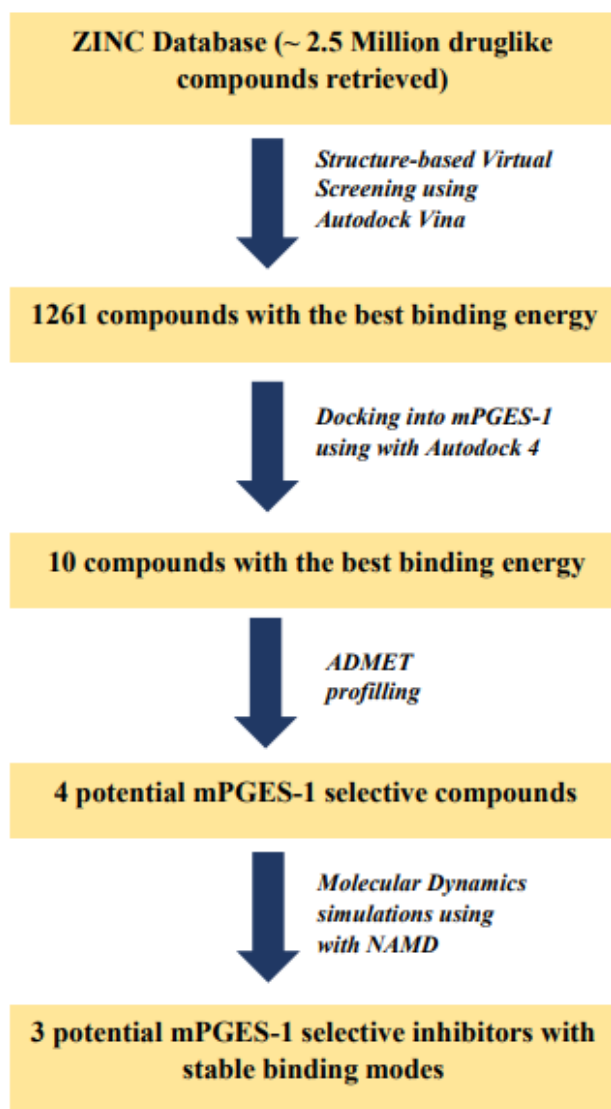 ZINC Database (~ 2.5 Million druglike
compounds retrieved)
Structure-based Virtual
Screening using
Autodock Vina
1261 compounds with the best binding energy
Docking into mPGES-1
using with Autodock 4
10 compounds with the best binding energy
ADMET
profilling
4 potential mPGES-1 selective compounds
Molecular Dynamics
simulations using
with NAMD
3 potential mPGES-1 selective inhibitors with
stable binding modes